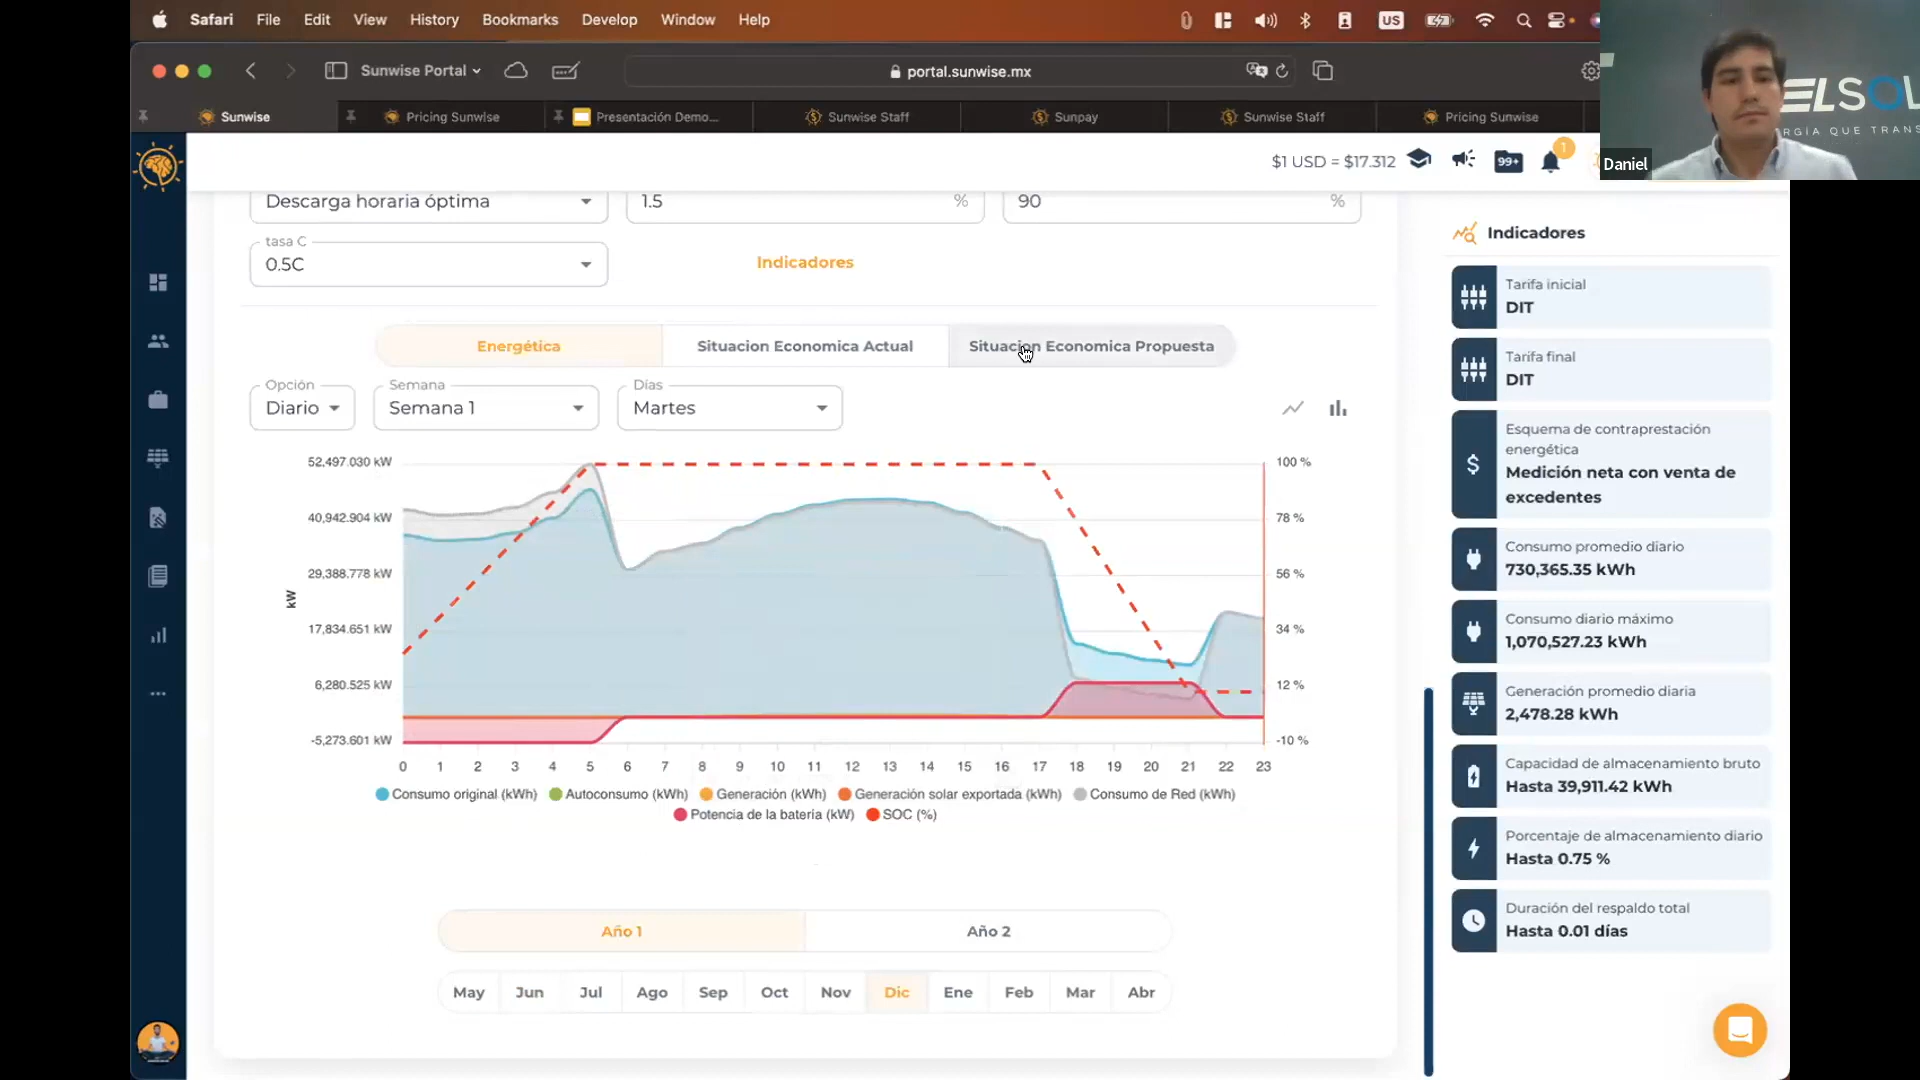 Safari File Edit View History Bookmarks Develop Window Help
US
Sunwise Portal
portal.sunwise.mx
Sunwise
Pricing Sunwise
Presentación Demo...
Sunwise Staff
Sunpay
Sunwise Staff
Pricing Sunwise
ELSOL
RGÍA QUE TRANS
Daniel
$1 USD = $17.312
99+
1
Descarga horaria óptima
1.5 %
90 %
tasa C
0.5C
Indicadores
Energética
Situacion Economica Actual
Situacion Economica Propuesta
Opción
Diario
Semana
Semana 1
Días
Martes
52,497.030 kW
40,942.904 kW
29,388.778 kW
17,834.651 kW
6,280.525 kW
-5,273.601 kW
kW
100 %
78 %
56 %
34 %
12 %
-10 %
0 1 2 3 4 5 6 7 8 9 10 11 12 13 14 15 16 17 18 19 20 21 22 23
Consumo original (kWh) Autoconsumo (kWh) Generación (kWh) Generación solar exportada (kWh) Consumo de Red (kWh)
Potencia de la batería (kW) SOC (%)
Año 1
Año 2
May Jun Jul Ago Sep Oct Nov Dic Ene Feb Mar Abr
Indicadores
Tarifa inicial
DIT
Tarifa final
DIT
Esquema de contraprestación
energética
Medición neta con venta de
excedentes
Consumo promedio diario
730,365.35 kWh
Consumo diario máximo
1,070,527.23 kWh
Generación promedio diaria
2,478.28 kWh
Capacidad de almacenamiento bruto
Hasta 39,911.42 kWh
Porcentaje de almacenamiento diario
Hasta 0.75 %
Duración del respaldo total
Hasta 0.01 días